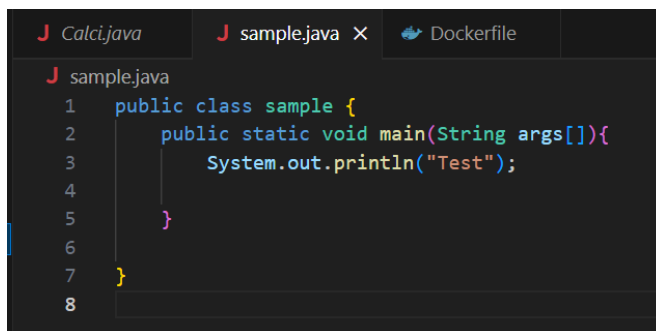 J Calci.java J sample.java × Dockerfile
J sample.java
1 public class sample {
2     public static void main(String args[]){
3         System.out.println("Test");
4
5     }
6
7 }
8